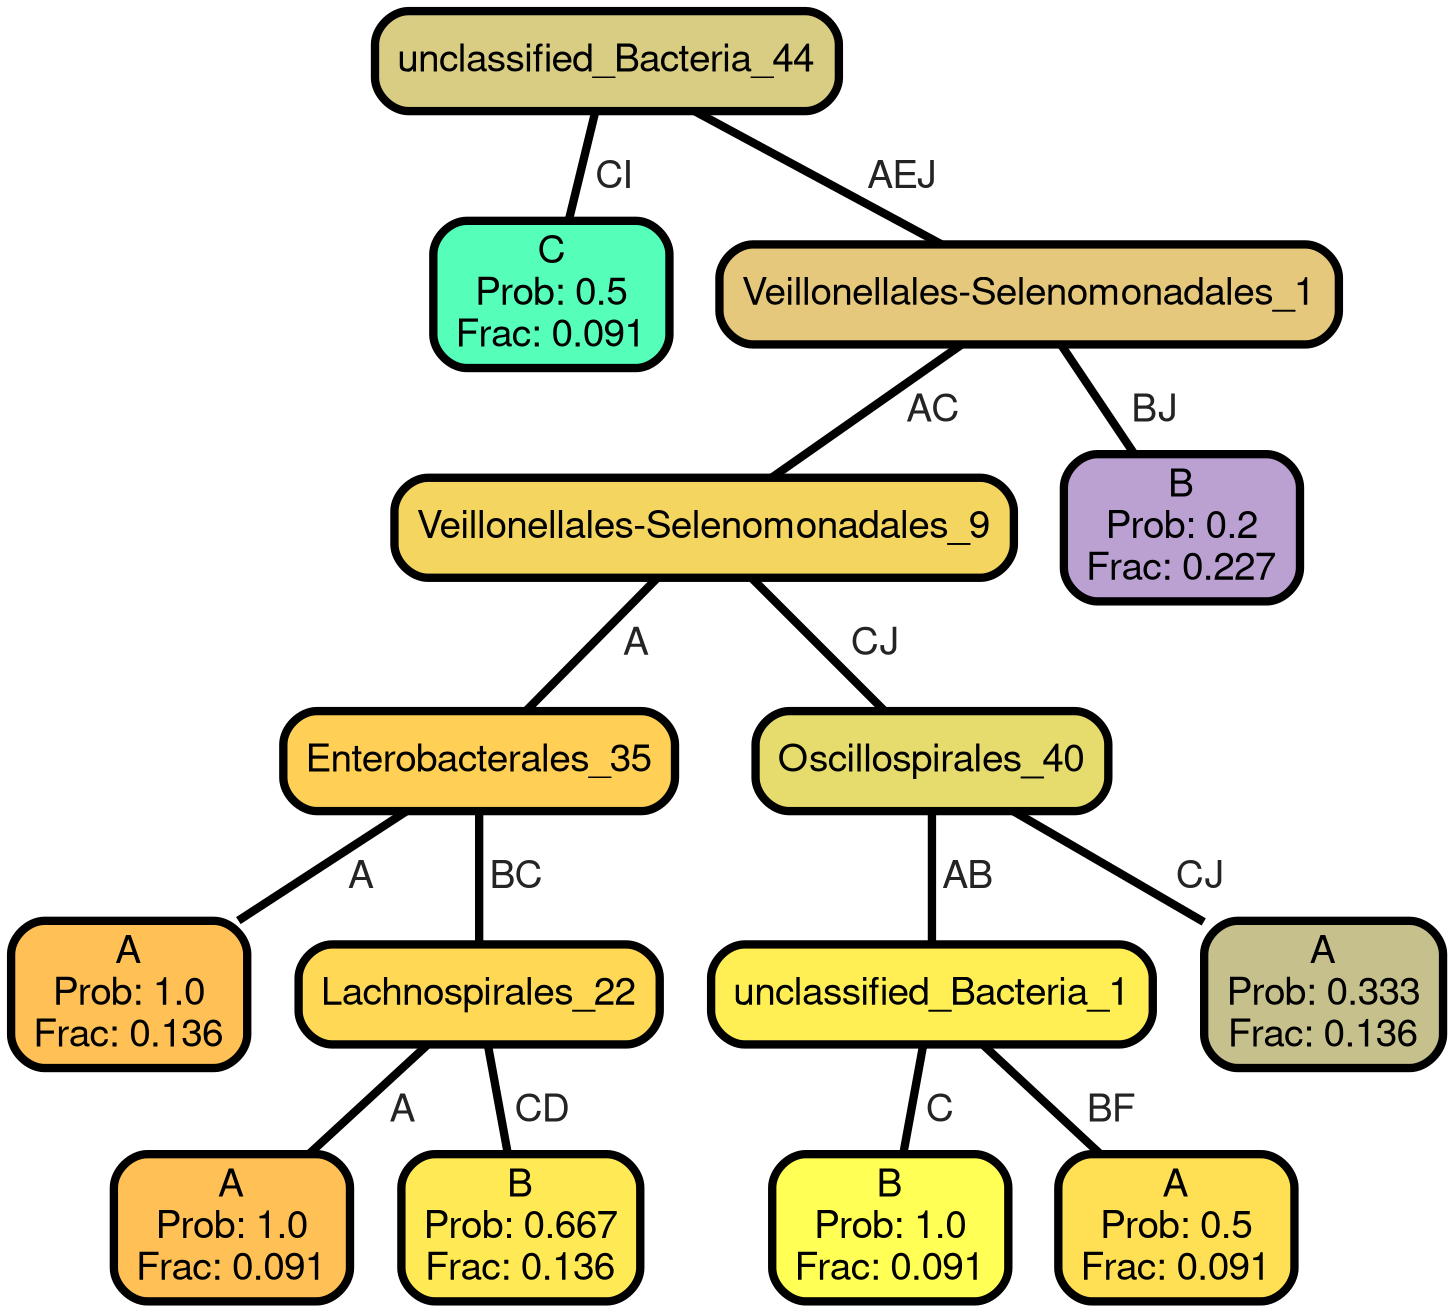 unclassified_Bacteria_44
CI
AEJ
C
Prob: 0.5
Frac: 0.091
Veillonellales-Selenomonadales_1
AC
BJ
Veillonellales-Selenomonadales_9
B
Prob: 0.2
Frac: 0.227
A
CJ
Enterobacterales_35
Oscillospirales_40
A
BC
AB
CJ
A
Prob: 1.0
Frac: 0.136
Lachnospirales_22
unclassified_Bacteria_1
A
Prob: 0.333
Frac: 0.136
A
CD
C
BF
A
Prob: 1.0
Frac: 0.091
B
Prob: 0.667
Frac: 0.136
B
Prob: 1.0
Frac: 0.091
A
Prob: 0.5
Frac: 0.091